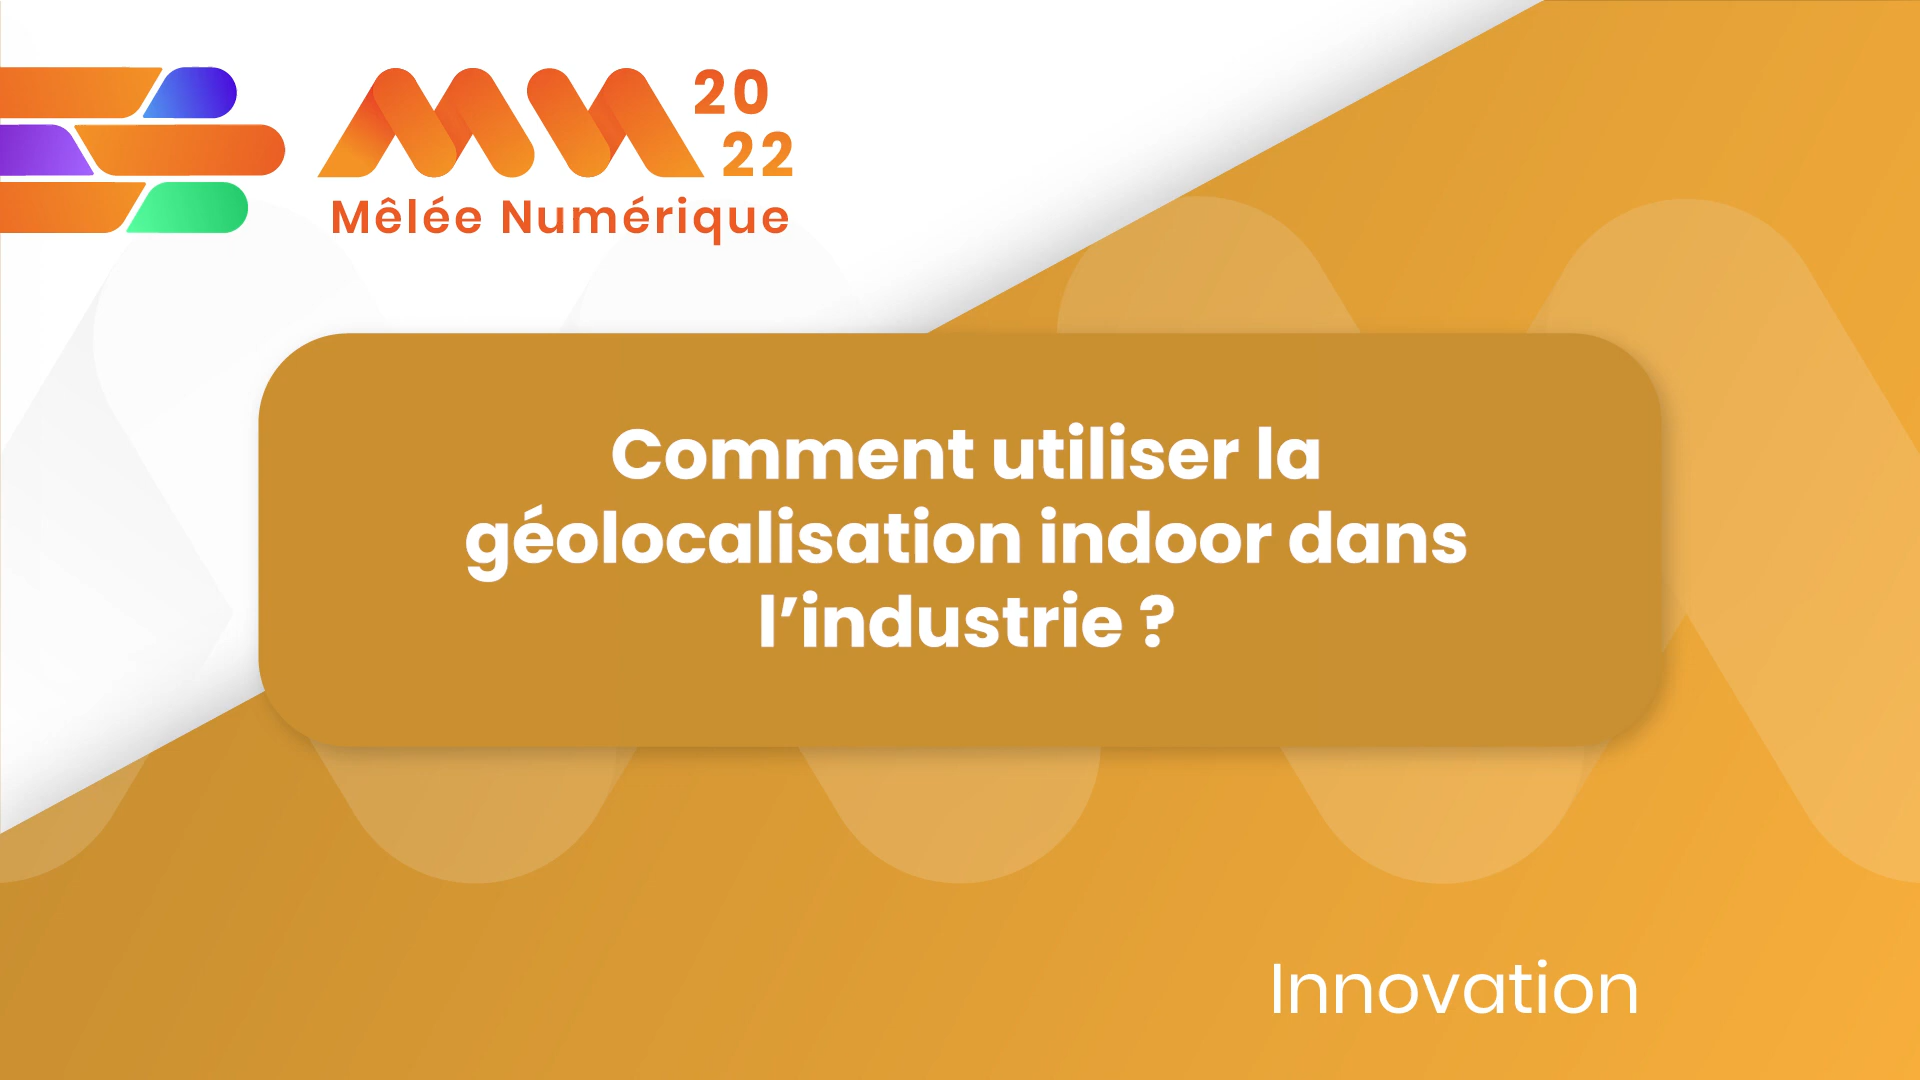 20
22
Mêlée Numérique
Comment utiliser la
géolocalisation indoor dans
l’industrie ?
Innovation